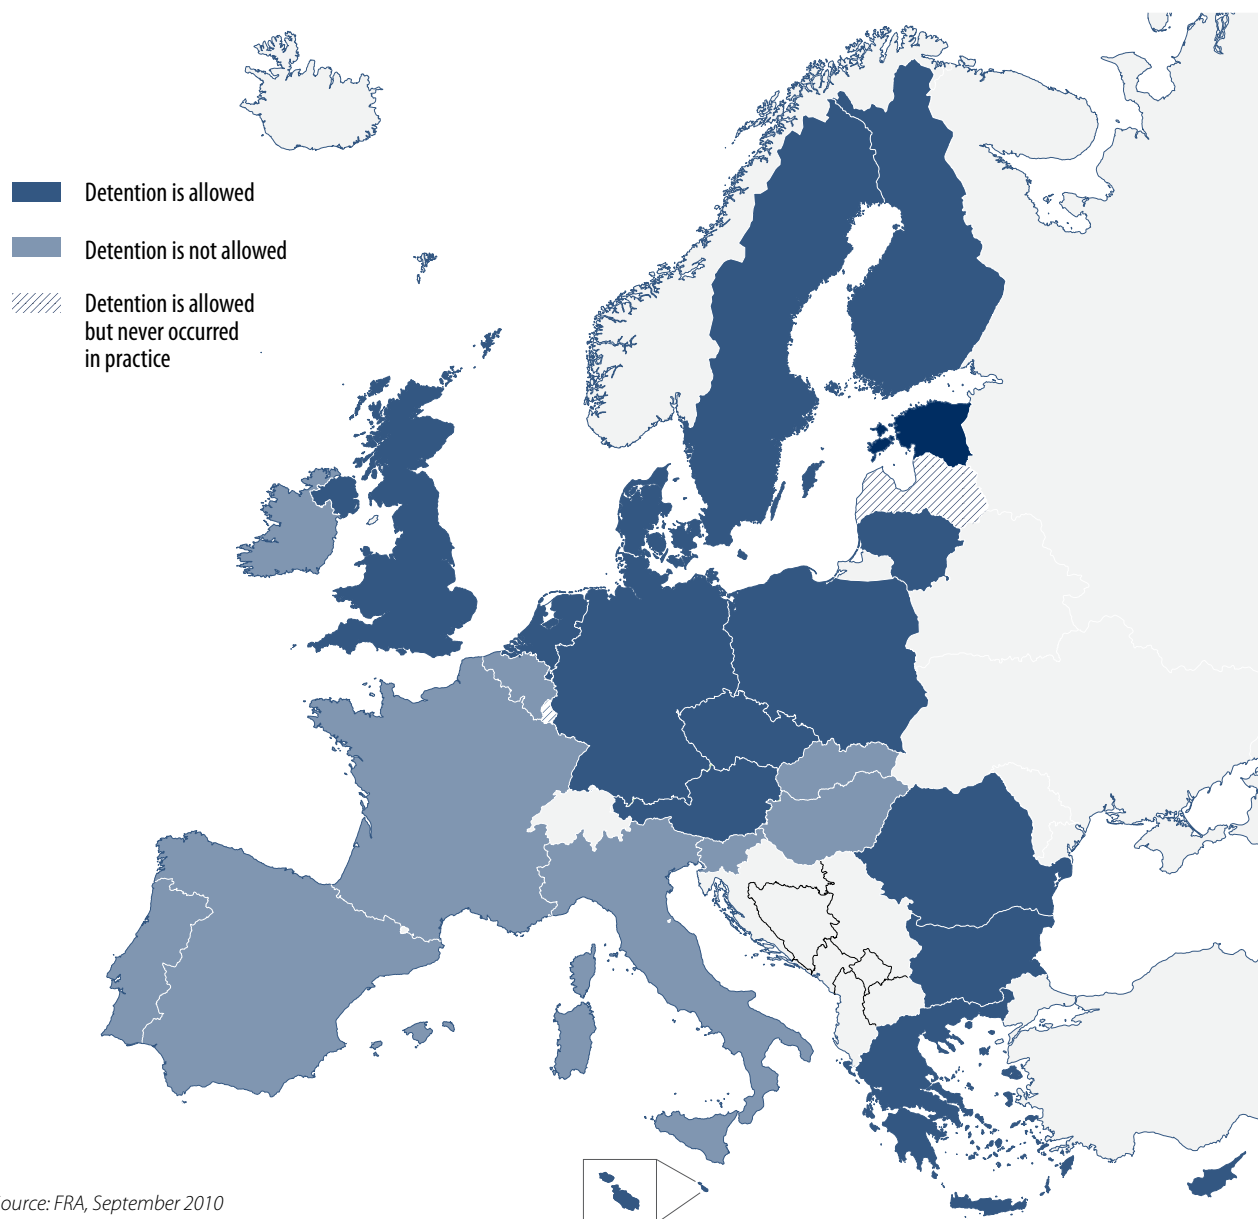 Detention is allowed
Detention is not allowed
Detention is allowed
but never occurred
in practice
ource: FRA, September 2010